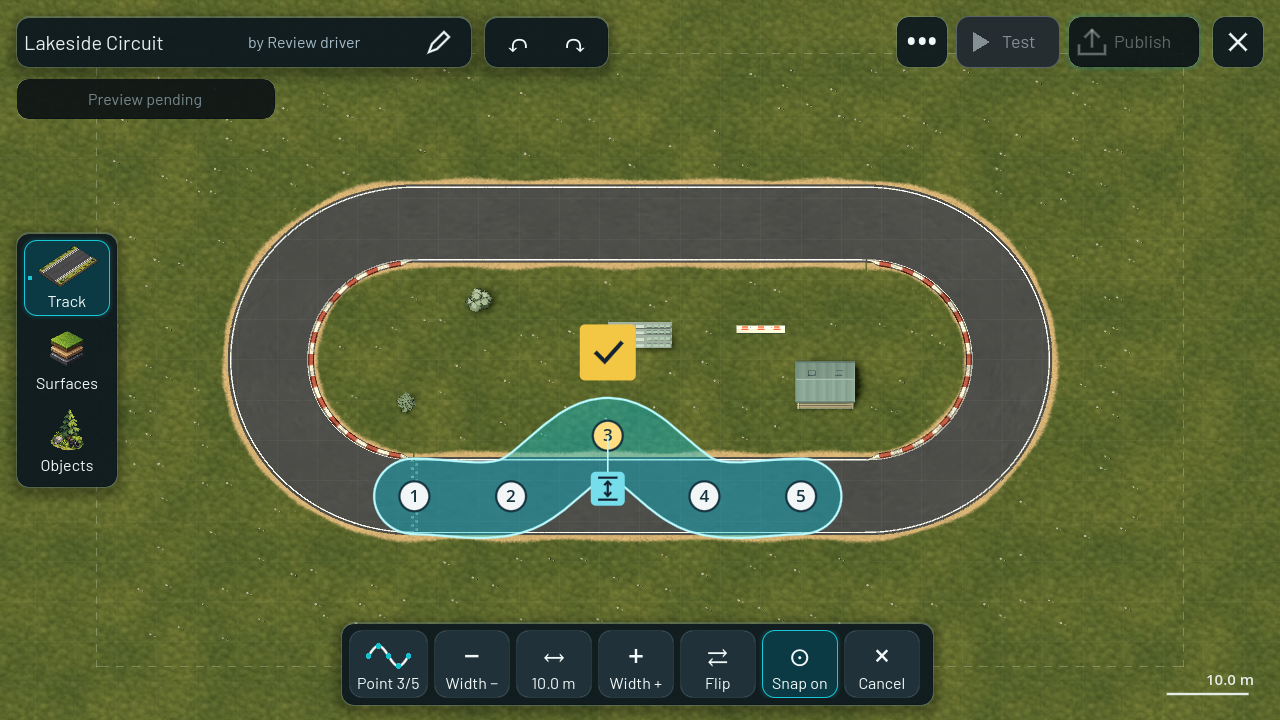 Lakeside Circuit
by Review driver
Test
Publish
Preview pending
Track
Surfaces
Objects
3
1
2
4
5
Point 3/5
Width −
10.0 m
Width +
Flip
Snap on
Cancel
10.0 m